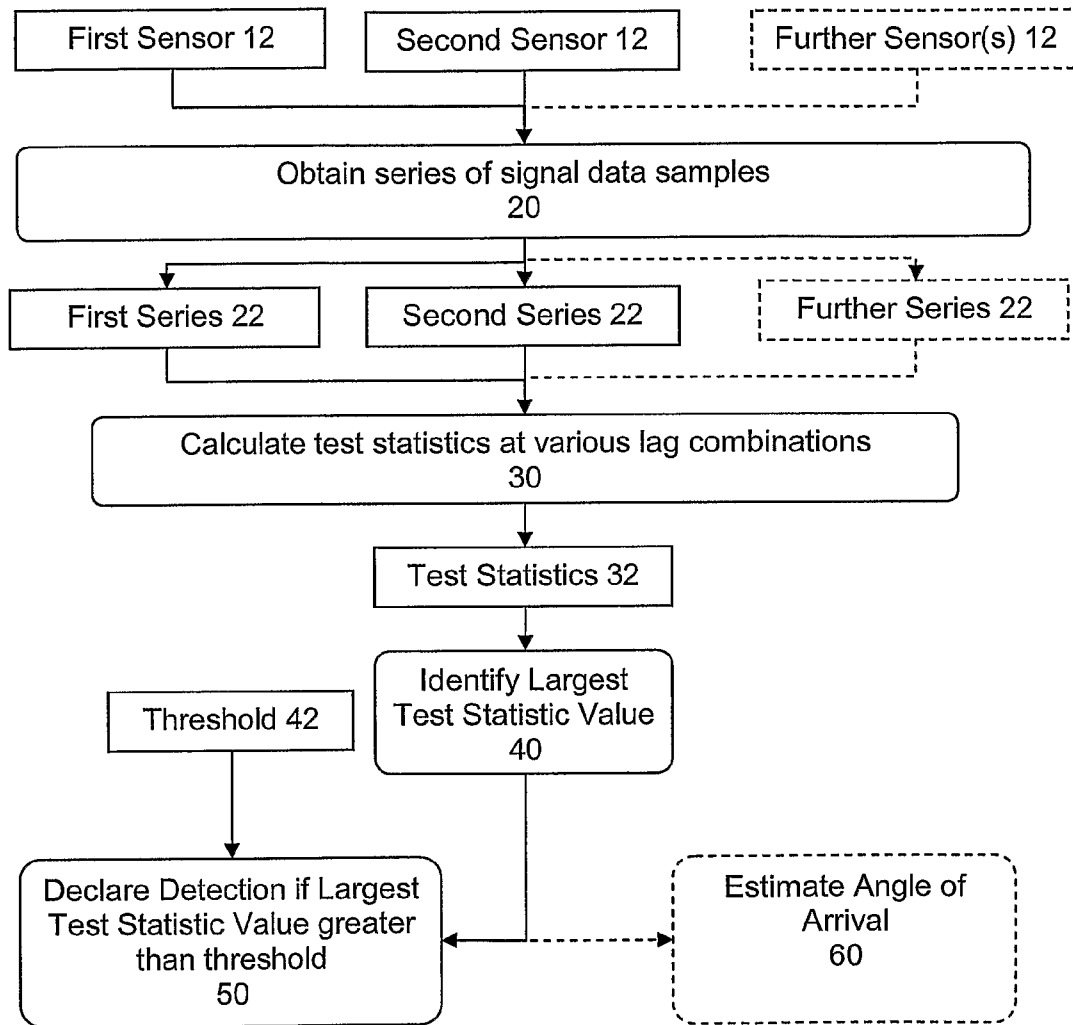 First Sensor 12
Second Sensor 12
Further Sensor(s) 12
Obtain series of signal data samples
20
First Series 22
Second Series 22
Further Series 22
Calculate test statistics at various lag combinations
30
Test Statistics 32
Identify Largest
Test Statistic Value
40
Threshold 42
Declare Detection if Largest
Test Statistic Value greater
than threshold
50
Estimate Angle of
Arrival
60